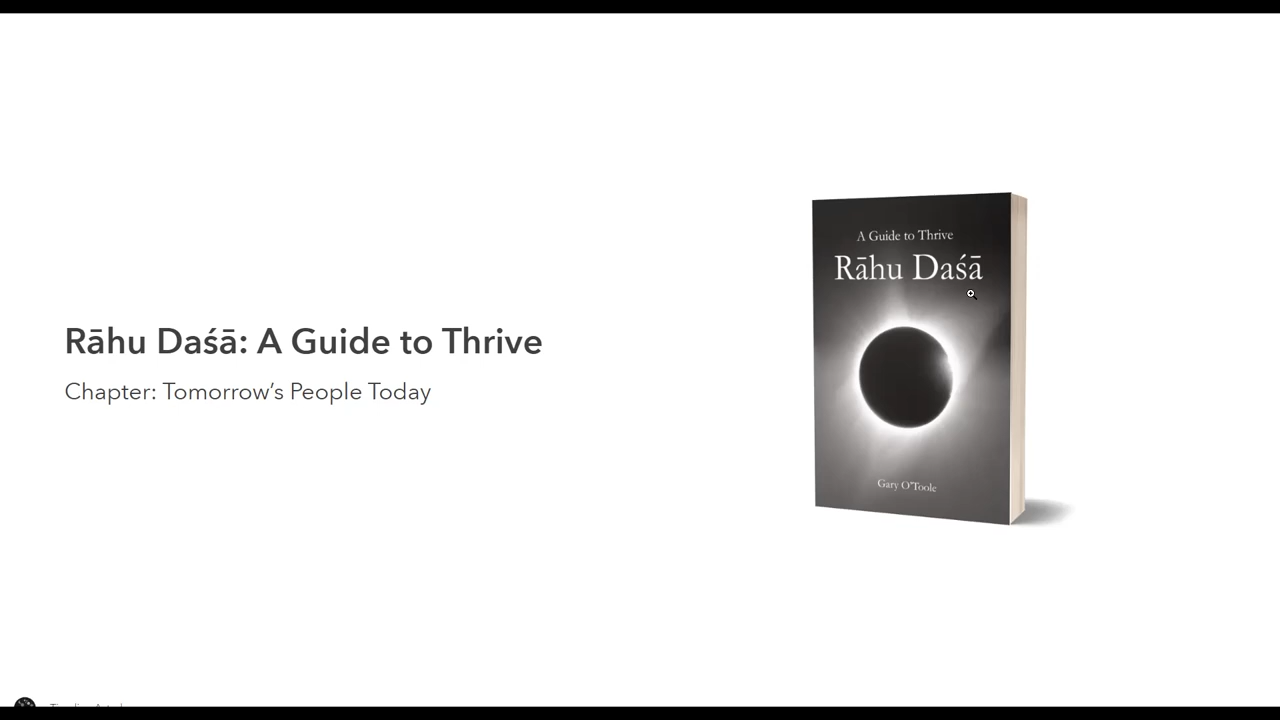 Rāhu Daśā: A Guide to Thrive
Chapter: Tomorrow's People Today
A Guide to Thrive
Rāhu Daśā
Gary O'Toole